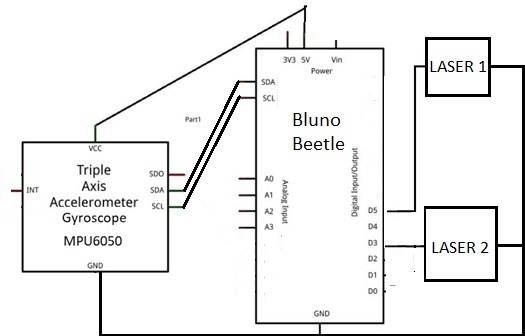 3V3 5V Vin
Power
LASER 1
SDA
SCL
Part1
Bluno
Beetle
VCC
Triple
Axis
Accelerometer
Gyroscope
MPU6050
INT
SDO
SDA
SCL
GND
A0
A1
A2
A3
Analog Input
Digital Input/Output
D5
D4
D3
D2
D1
D0
LASER 2
GND